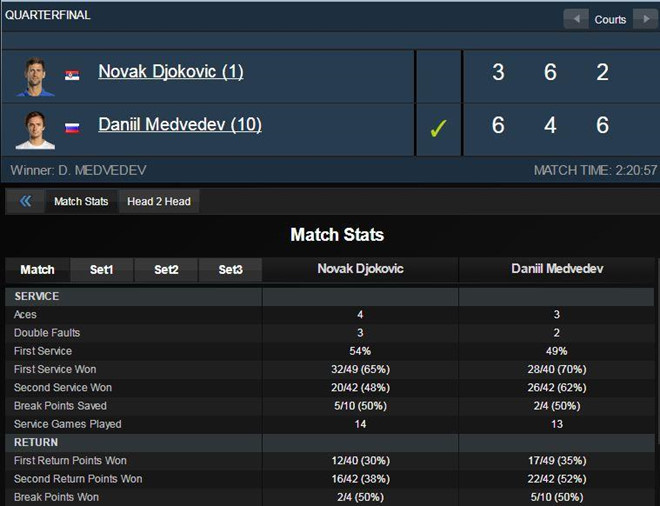 QUARTERFINAL
Courts
Novak Djokovic (1) 3 6 2
Daniil Medvedev (10) ✓ 6 4 6
Winner: D. MEDVEDEV MATCH TIME: 2:20:57
« Match Stats Head 2 Head
Match Stats
Match Set1 Set2 Set3 Novak Djokovic Daniil Medvedev
SERVICE
Aces 4 3
Double Faults 3 2
First Service 54% 49%
First Service Won 32/49 (65%) 28/40 (70%)
Second Service Won 20/42 (48%) 26/42 (62%)
Break Points Saved 5/10 (50%) 2/4 (50%)
Service Games Played 14 13
RETURN
First Return Points Won 12/40 (30%) 17/49 (35%)
Second Return Points Won 16/42 (38%) 22/42 (52%)
Break Points Won 2/4 (50%) 5/10 (50%)